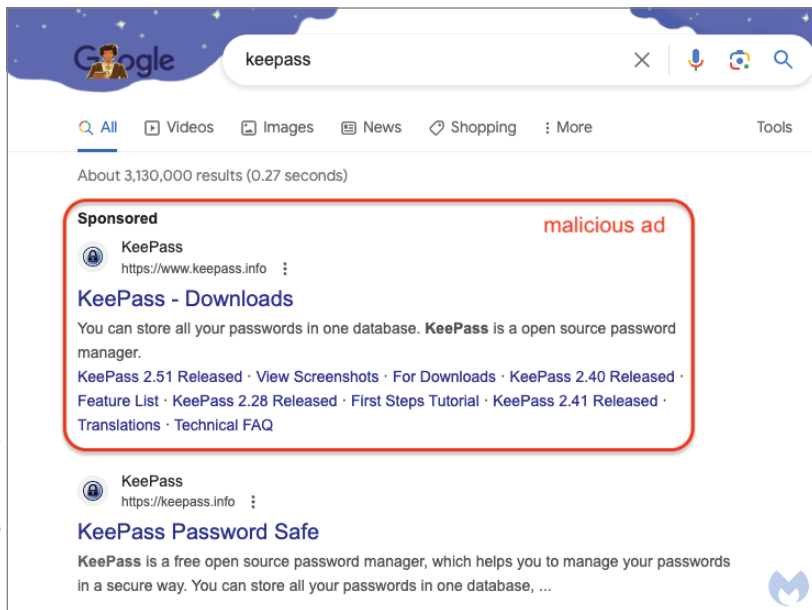 Google
keepass
All
Videos
Images
News
Shopping
More
Tools
About 3,130,000 results (0.27 seconds)
Sponsored
malicious ad
KeePass
https://www.keepass.info
KeePass - Downloads
You can store all your passwords in one database. KeePass is a open source password
manager.
KeePass 2.51 Released · View Screenshots · For Downloads · KeePass 2.40 Released ·
Feature List · KeePass 2.28 Released · First Steps Tutorial · KeePass 2.41 Released ·
Translations · Technical FAQ
KeePass
https://keepass.info
KeePass Password Safe
KeePass is a free open source password manager, which helps you to manage your passwords
in a secure way. You can store all your passwords in one database, ...